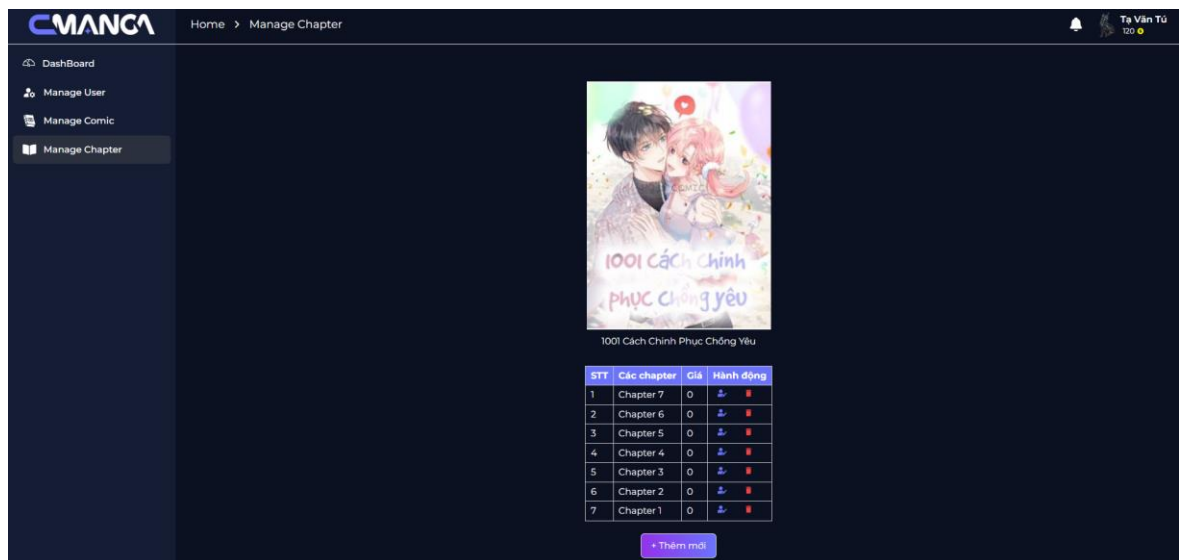 CMANGA
Home > Manage Chapter
Tạ Văn Tú
120
DashBoard
Manage User
Manage Comic
Manage Chapter
1001 Cách Chinh
Phục Chồng Yêu
1001 Cách Chinh Phục Chồng Yêu
STT Các chapter Giá Hành động
1 Chapter 7 0
2 Chapter 6 0
3 Chapter 5 0
4 Chapter 4 0
5 Chapter 3 0
6 Chapter 2 0
7 Chapter 1 0
+ Thêm mới